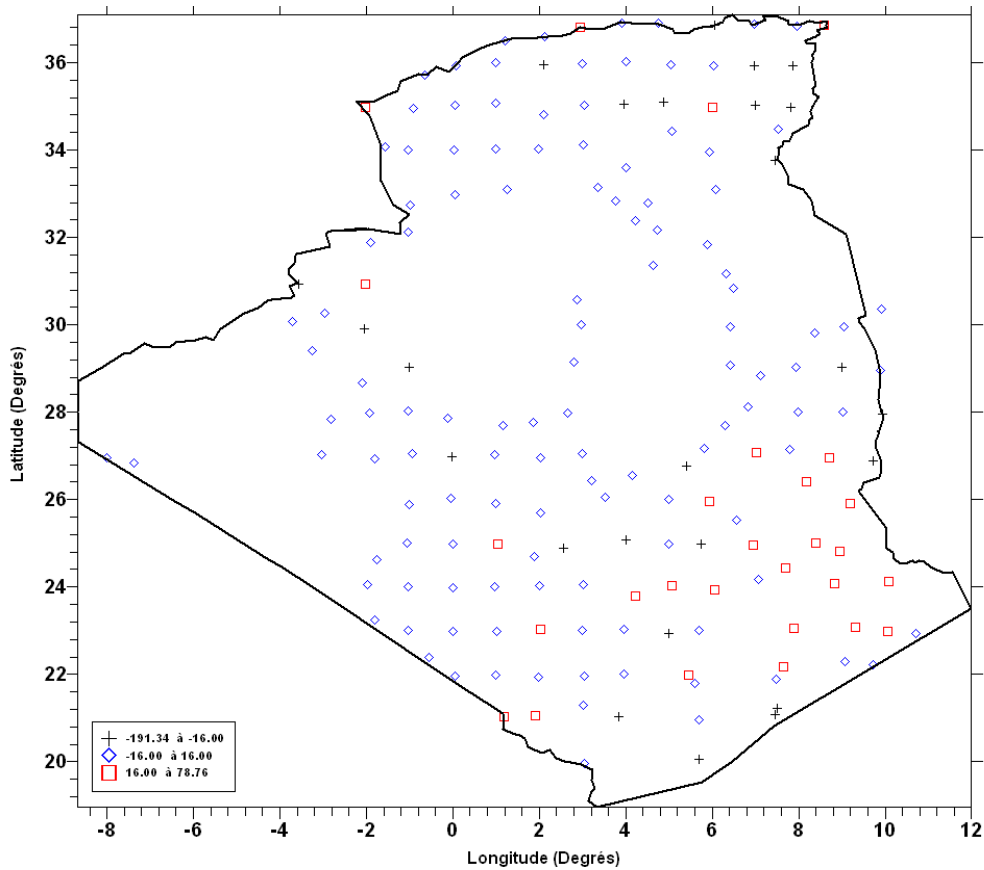 36
34
32
30
28
26
24
22
20
Latitude (Degrés)
-191.34 à -16.00
-16.00 à 16.00
16.00 à 78.76
-8 -6 -4 -2 0 2 4 6 8 10 12
Longitude (Degrés)